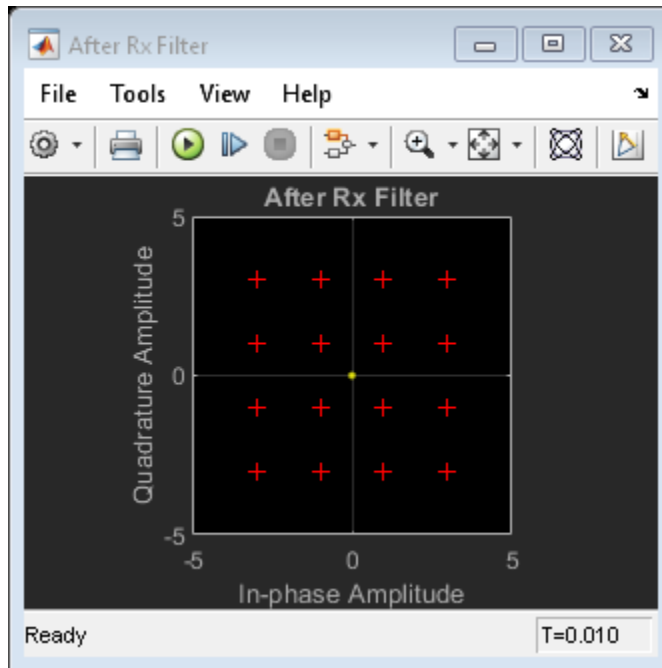 After Rx Filter
File Tools View Help
After Rx Filter
5
Quadrature Amplitude
0
-5
-5 0 5
In-phase Amplitude
Ready T=0.010